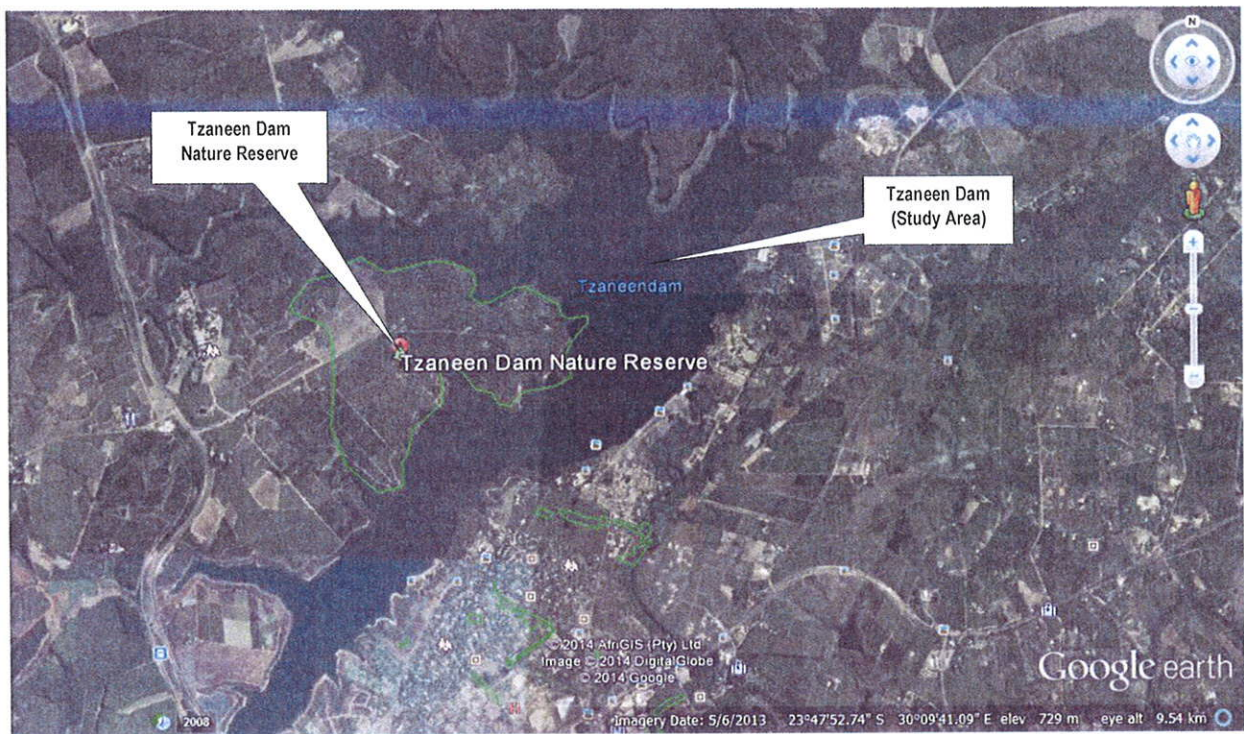 N
Tzaneen Dam
Nature Reserve
Tzaneen Dam
(Study Area)
Tzaneendam
Tzaneen Dam Nature Reserve
© 2014 AfriGIS (Pty) Ltd
Image © 2014 DigitalGlobe
© 2014 Google
Google earth
2008
Imagery Date: 5/6/2013 23°47'52.74" S 30°09'41.09" E elev 729 m eye alt 9.54 km